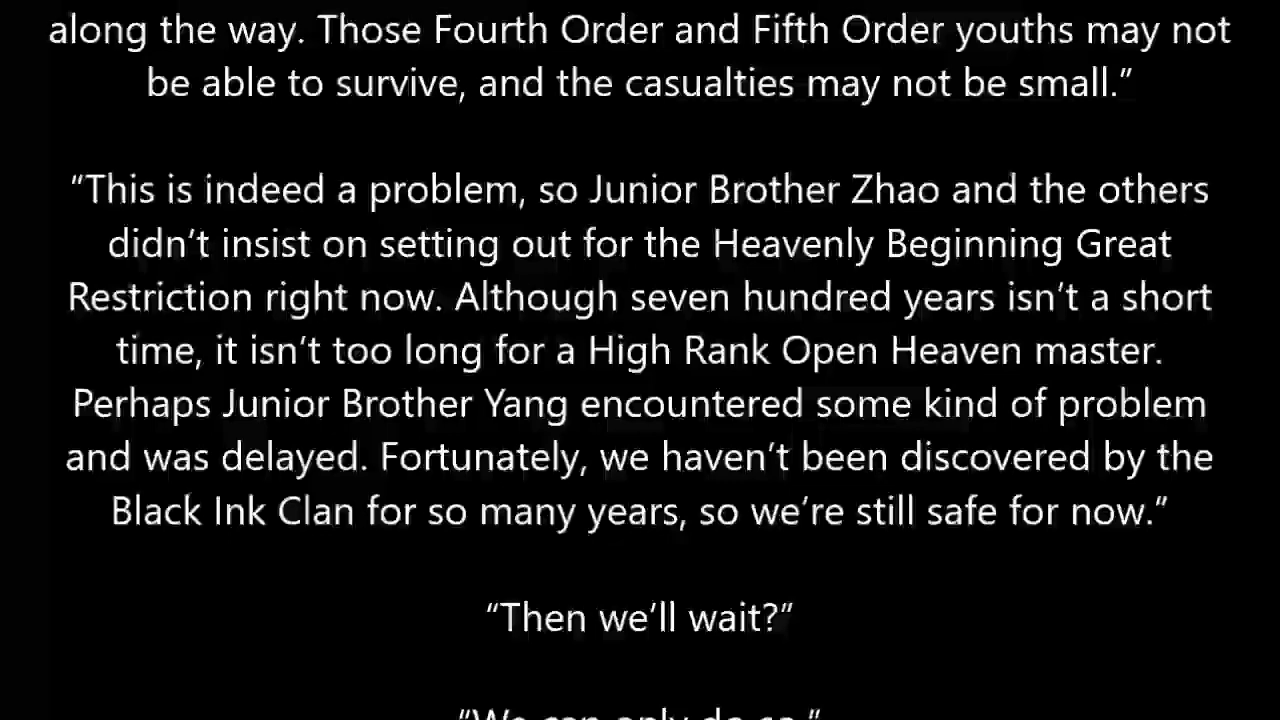 along the way. Those Fourth Order and Fifth Order youths may not
be able to survive, and the casualties may not be small.”
“This is indeed a problem, so Junior Brother Zhao and the others
didn’t insist on setting out for the Heavenly Beginning Great
Restriction right now. Although seven hundred years isn’t a short
time, it isn’t too long for a High Rank Open Heaven master.
Perhaps Junior Brother Yang encountered some kind of problem
and was delayed. Fortunately, we haven’t been discovered by the
Black Ink Clan for so many years, so we’re still safe for now.”
“Then we’ll wait?”
“We can only do so.”